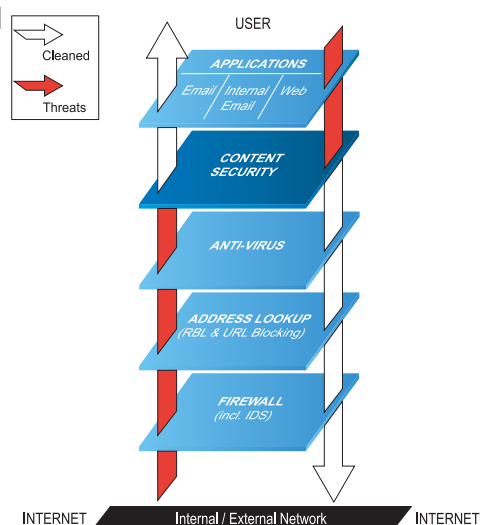 USER
Cleaned
Threats
APPLICATIONS
Email
Internal
Email
Web
CONTENT
SECURITY
ANTI-VIRUS
ADDRESS LOOKUP
(RBL & URL Blocking)
FIREWALL
(incl. IDS)
INTERNET
Internal / External Network
INTERNET